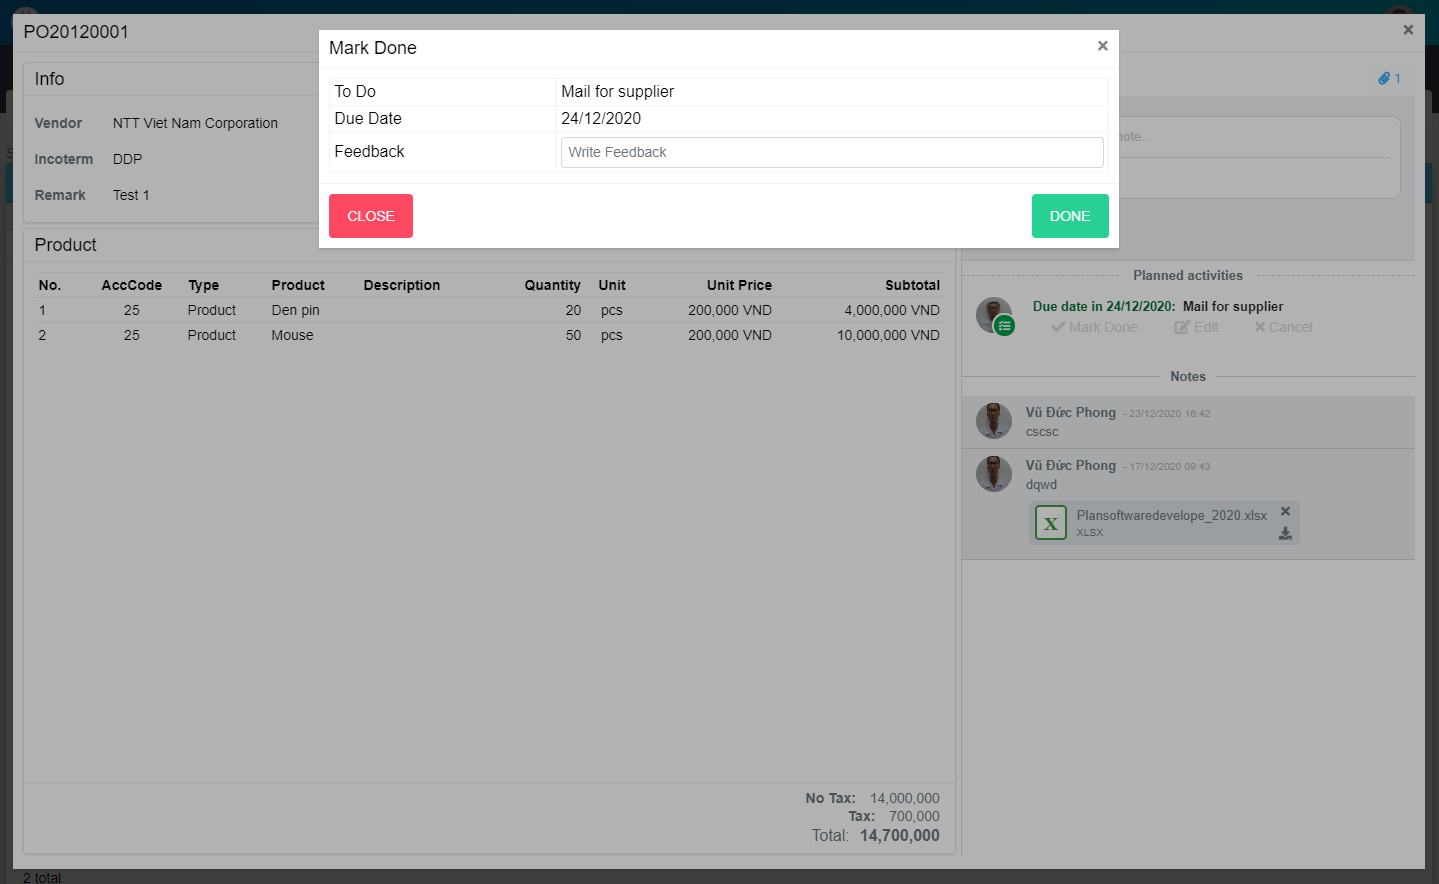 PO20120001
×
Mark Done
×
To Do Mail for supplier
Due Date 24/12/2020
Feedback Write Feedback
CLOSE DONE
Info
Vendor NTT Viet Nam Corporation
Incoterm DDP
Remark Test 1
Product
No. AccCode Type Product Description Quantity Unit Unit Price Subtotal
1 25 Product Den pin 20 pcs 200,000 VND 4,000,000 VND
2 25 Product Mouse 50 pcs 200,000 VND 10,000,000 VND
No Tax: 14,000,000
Tax: 700,000
Total: 14,700,000
1
Planned activities
Due date in 24/12/2020: Mail for supplier
Mark Done Edit Cancel
Notes
Vũ Đức Phong - 23/12/2020 16:42
cscsc
Vũ Đức Phong - 17/12/2020 09:43
dqwd
X Plansoftwaredevelope_2020.xlsx
XLSX
2 total